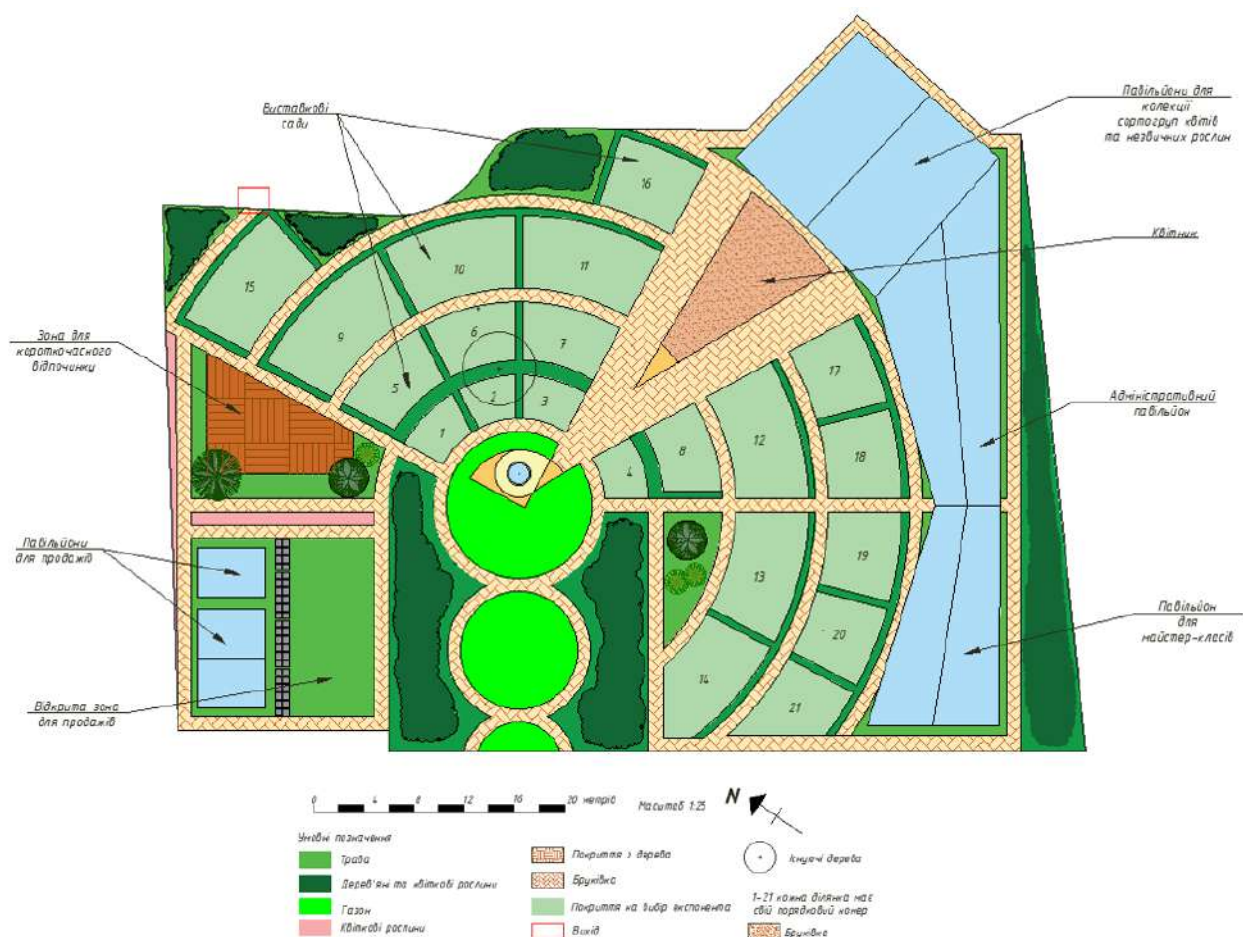 Виставкові
сади
Павільйони для
колекції
сортогруп квітів
та незвичних рослин
16
Квітник
10
11
15
Зона для
короткочасного
відпочинку
9
6
7
5
2
3
1
17
12
8
4
18
Адміністративний
павільйон
Павільйони
для продажів
19
13
20
14
21
Павільйон
для
майстер-класів
Відкрита зона
для продажів
0 4 8 12 16 20 метрів
Масштаб 1:25
N
Умовні позначення
Трава
Дерев'яні та квіткові рослини
Газон
Квіткові рослини
Покриття з дерева
Бруківка
Покриття на вибір експонента
Вихід
Існуючі дерева
1-21 кожна ділянка має
свій порядковий номер
Бруківка